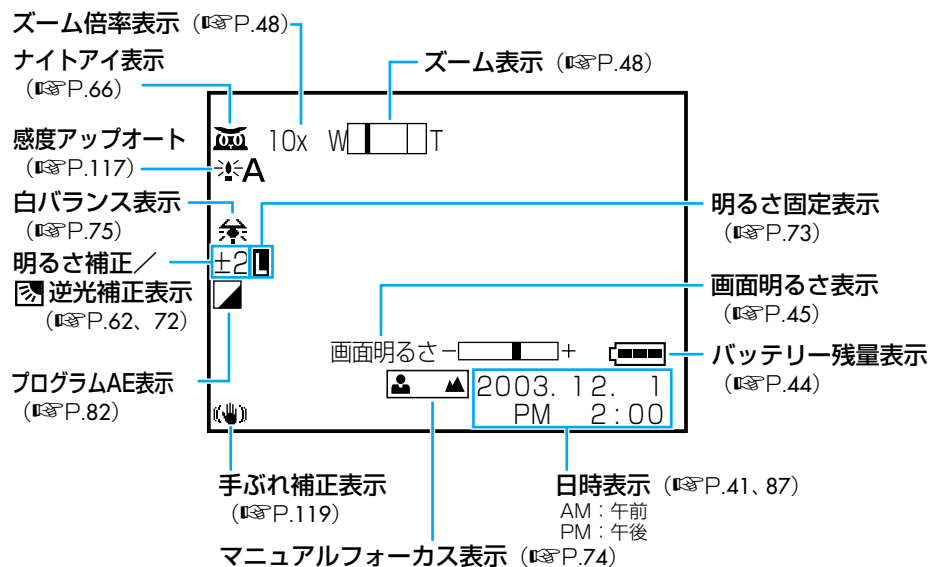 ズーム倍率表示（☞P.48）
ナイトアイ表示
（☞P.66）
ズーム表示（☞P.48）
感度アップオート
（☞P.117）
10x W T
A
白バランス表示
（☞P.75）
明るさ固定表示
（☞P.73）
明るさ補正／
逆光補正表示
（☞P.62、72）
±2 L
画面明るさ表示
（☞P.45）
画面明るさ－ ＋
バッテリー残量表示
（☞P.44）
プログラムAE表示
（☞P.82）
2003. 12. 1
PM 2:00
手ぶれ補正表示
（☞P.119）
日時表示（☞P.41、87）
AM：午前
PM：午後
マニュアルフォーカス表示（☞P.74）